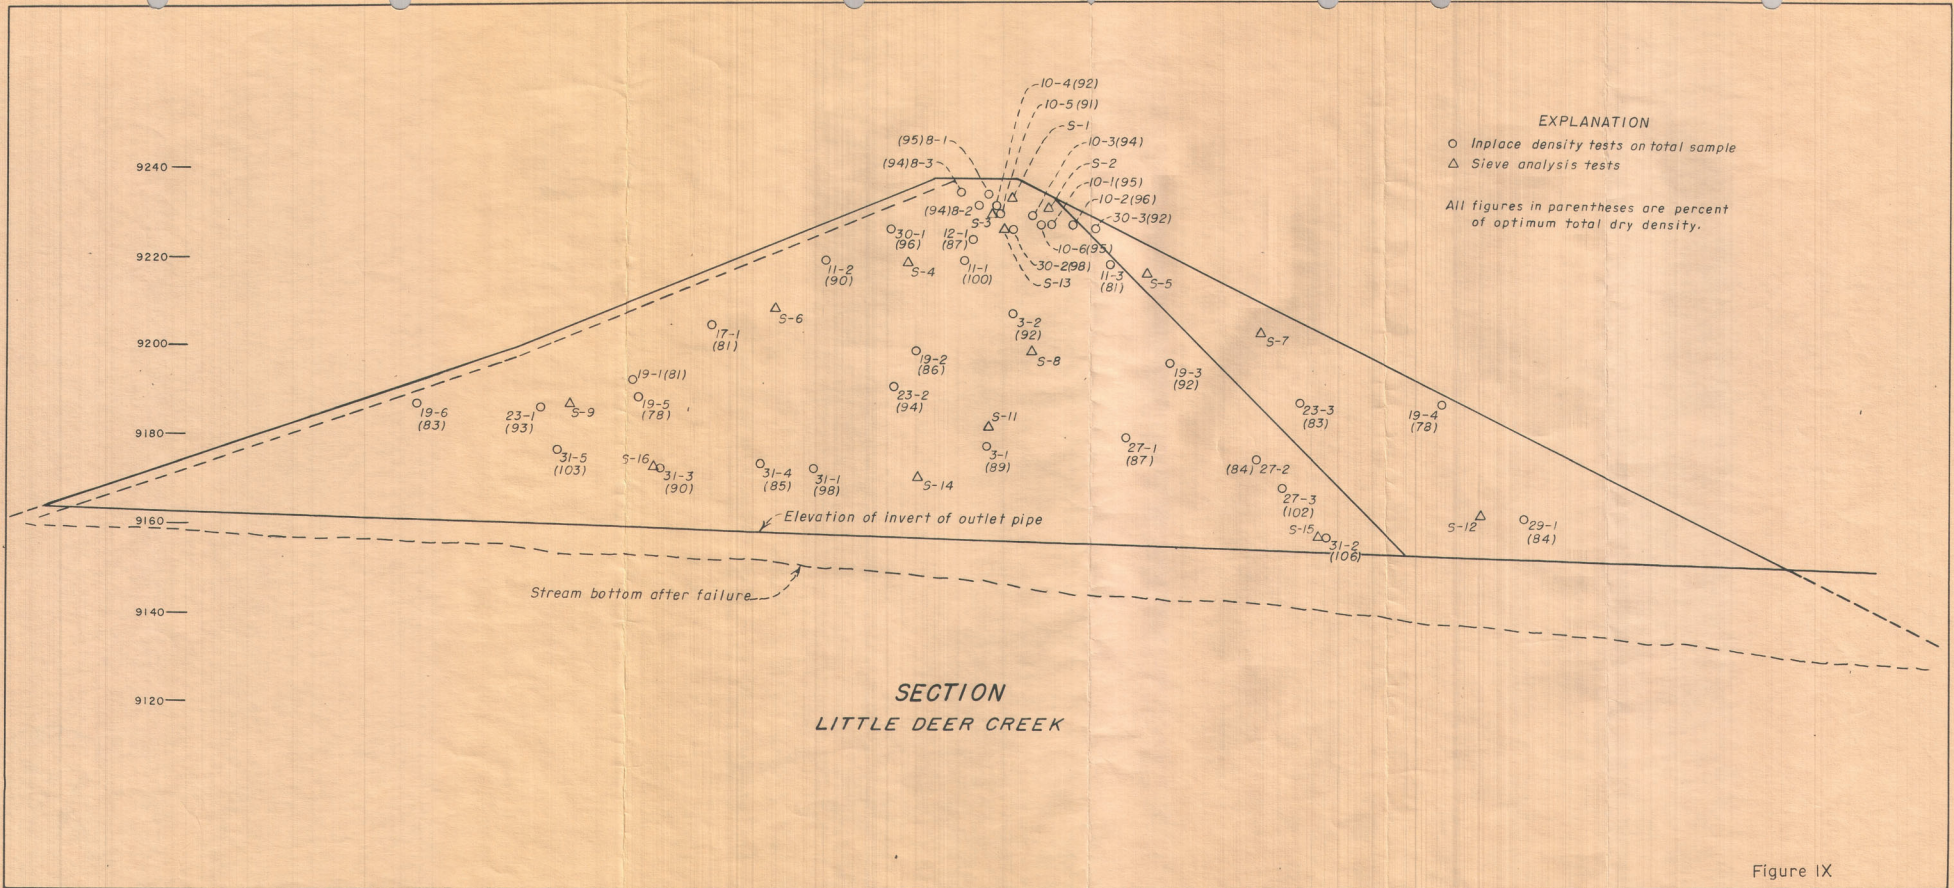 10-4(92)
10-5(91)
S-1
(95)8-1
10-3(94)
(94)8-3
S-2
10-1(95)
10-2(96)
(94)8-2
30-3(92)
S-3
EXPLANATION
Inplace density tests on total sample
Sieve analysis tests
All figures in parentheses are percent
of optimum total dry density.
9240
9220
9200
9180
9160
9140
9120
30-1
(96)
12-1
(87)
10-6(95)
11-2
(90)
S-4
11-1
(100)
30-2(98)
S-13
11-3
(81)
S-5
S-6
17-1
(81)
3-2
(92)
S-7
19-2
(86)
S-8
19-1(81)
19-3
(92)
23-2
(94)
19-6
(83)
23-1
(93)
S-9
19-5
(78)
S-11
23-3
(83)
19-4
(78)
31-5
(103)
S-16
31-3
(90)
31-4
(85)
31-1
(98)
3-1
(89)
27-1
(87)
(84) 27-2
S-14
27-3
(102)
Elevation of invert of outlet pipe
S-15
31-2
(106)
S-12
29-1
(84)
Stream bottom after failure
SECTION
LITTLE DEER CREEK
Figure IX